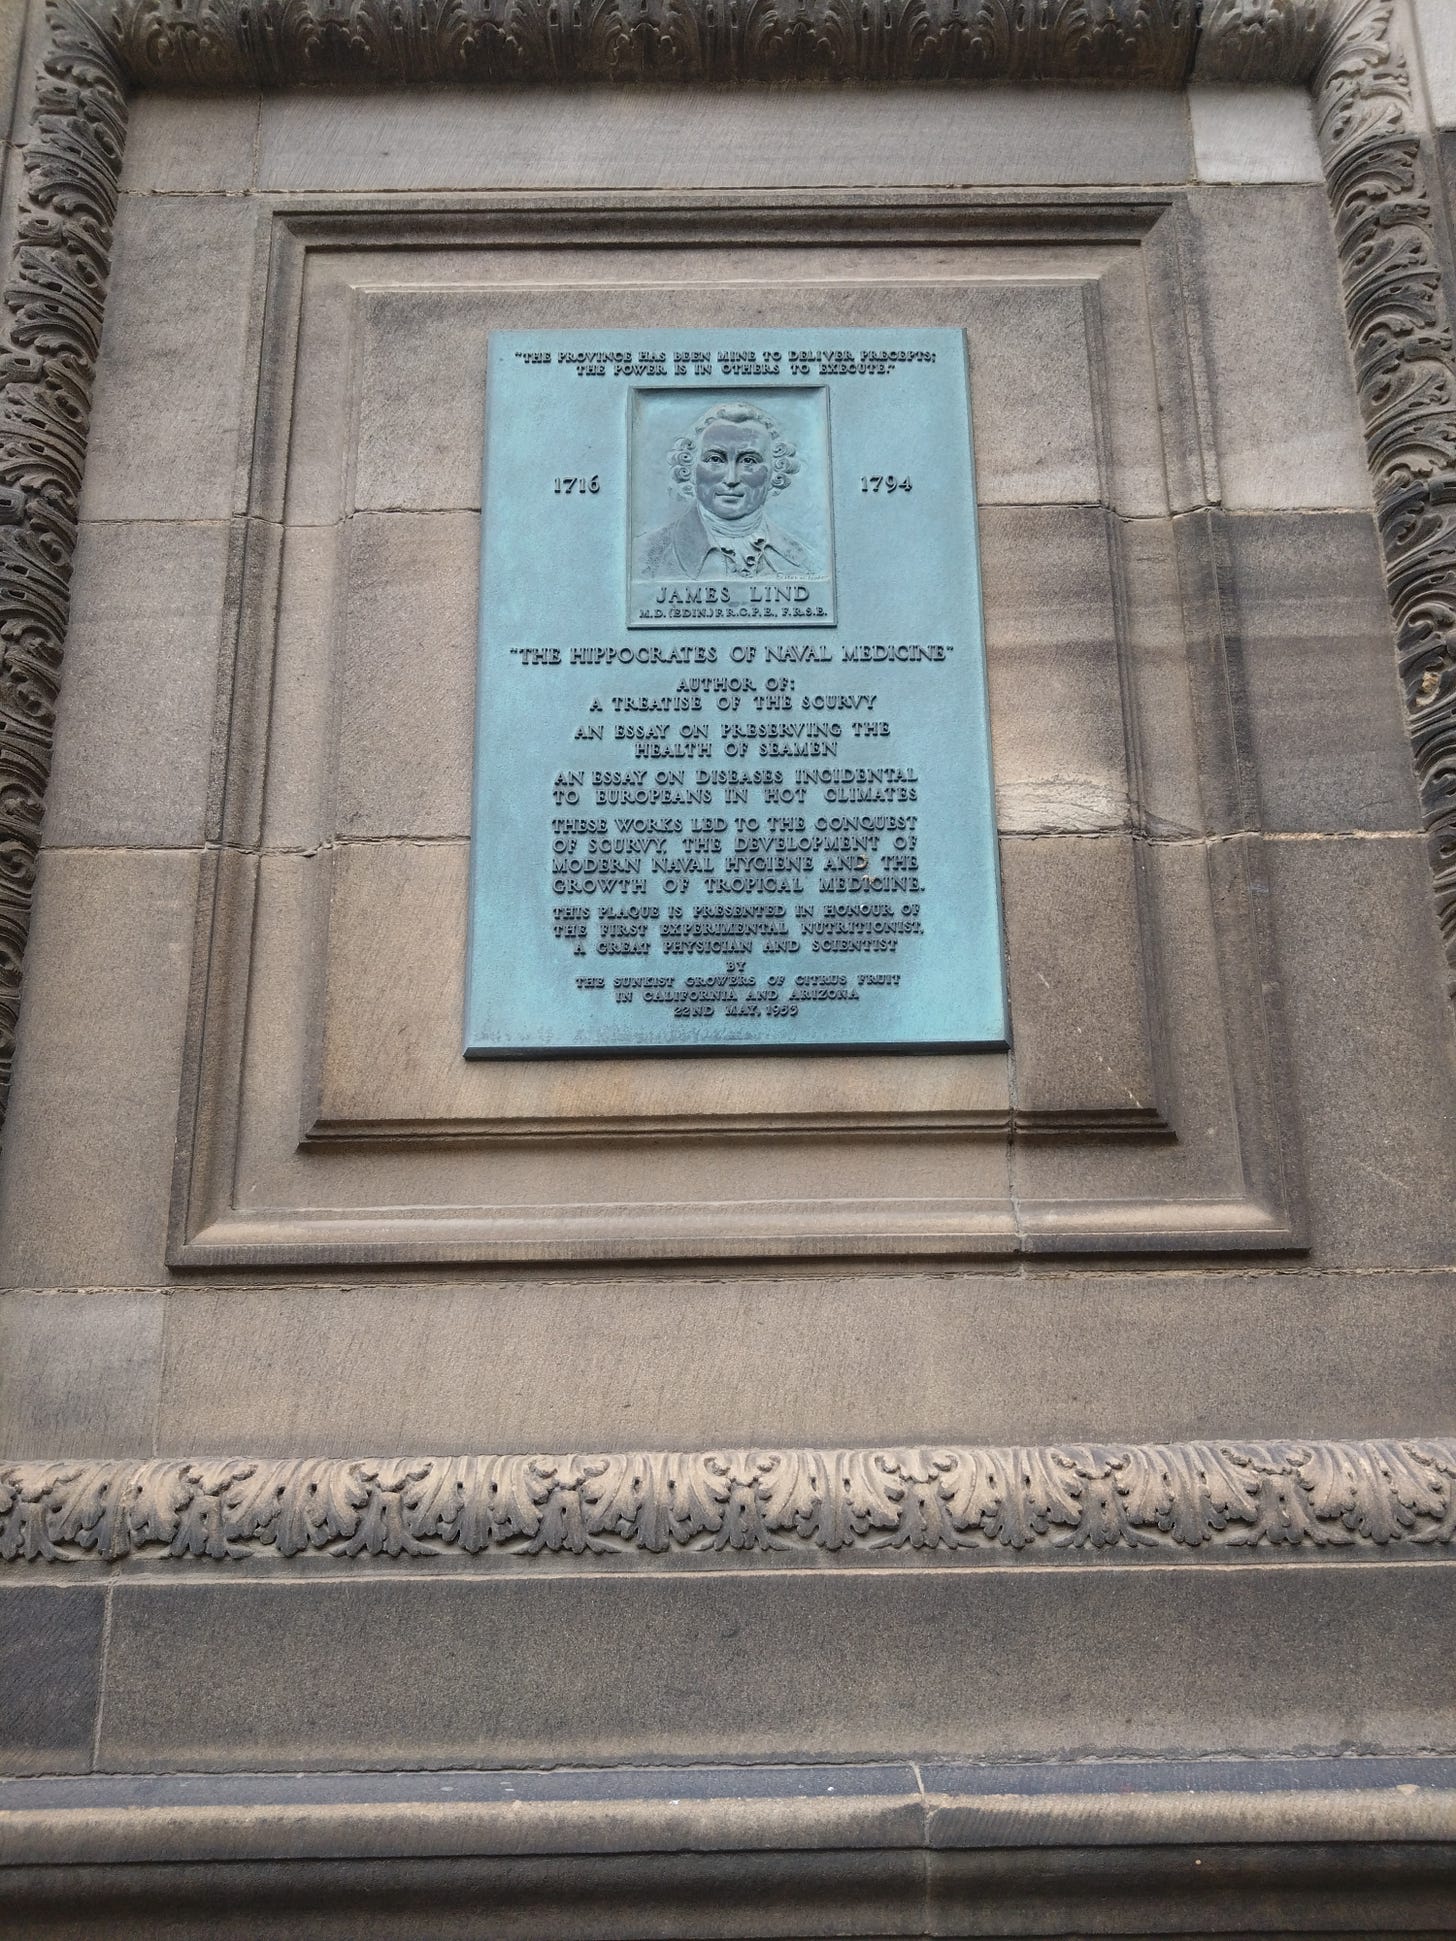 "THE PROVINCE HAS BEEN MINE TO DELIVER PRECEPTS;
THE POWER IS IN OTHERS TO EXECUTE."
1716
1794
JAMES LIND
M.D. (EDIN.) P.R.C.P.E., F.R.S.E.
"THE HIPPOCRATES OF NAVAL MEDICINE"
AUTHOR OF:
A TREATISE OF THE SCURVY
AN ESSAY ON PRESERVING THE
HEALTH OF SEAMEN
AN ESSAY ON DISEASES INCIDENTAL
TO EUROPEANS IN HOT CLIMATES
THESE WORKS LED TO THE CONQUEST
OF SCURVY, THE DEVELOPMENT OF
MODERN NAVAL HYGIENE AND THE
GROWTH OF TROPICAL MEDICINE.
THIS PLAQUE IS PRESENTED IN HONOUR OF
THE FIRST EXPERIMENTAL NUTRITIONIST,
A GREAT PHYSICIAN AND SCIENTIST
BY
THE SUNKIST GROWERS OF CITRUS FRUIT
IN CALIFORNIA AND ARIZONA
22ND MAY, 1955